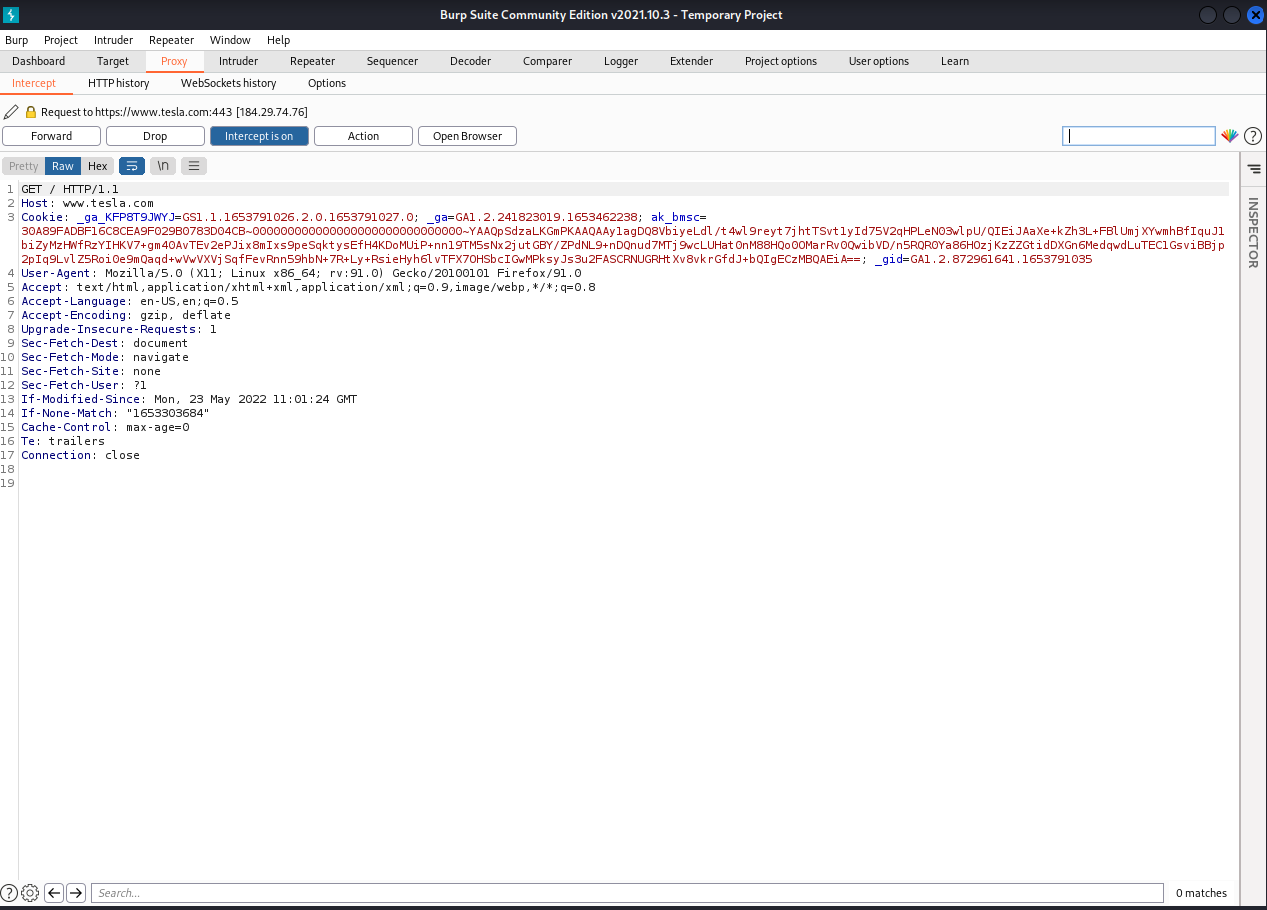 Burp Suite Community Edition v2021.10.3 - Temporary Project
Burp Project Intruder Repeater Window Help
Dashboard Target Proxy Intruder Repeater Sequencer Decoder Comparer Logger Extender Project options User options Learn
Intercept HTTP history WebSockets history Options
Request to https://www.tesla.com:443 [184.29.74.76]
Forward Drop Intercept is on Action Open Browser
Pretty Raw Hex \n
INSPECTOR
1 GET / HTTP/1.1
2 Host: www.tesla.com
3 Cookie: _ga_KFP8T9JWYJ=GS1.1.1653791026.2.0.1653791027.0; _ga=GA1.2.241823019.1653462238; ak_bmsc=
30A89FADBF16C8CEA9F029B0783D04CB~000000000000000000000000000000~YAAQpSdzaLKGmPKAAQAAy1agDQ8VbiyeLdl/t4wl9reyt7jhtTSvt1yId75V2qHPLeN03wlpU/QIEiJAaXe+kZh3L+FBlUmjXYwmhBfIquJ1
biZyMzHWfRzYIHKV7+gm40AvTEv2ePJix8mIxs9peSqktysEfH4KDoMUiP+nn19TM5sNx2jutGBY/ZPdNL9+nDQnud7MTj9wcLUHat0nM88HQo0OMarRv0QwibVD/n5RQR0Ya86HOzjKzZZGtidDXGn6MedqwdLuTEC1GsviBBjp
2pIq9LvlZ5Roi0e9mQaqd+wVwVXVjSqfFevRnn59hbN+7R+Ly+RsieHyh6lvTFX7OHSbcIGwMPksyJs3u2FASCRNUGRHtXv8vkrGfdJ+bQIgECzMBQAEiA==; _gid=GA1.2.872961641.1653791035
4 User-Agent: Mozilla/5.0 (X11; Linux x86_64; rv:91.0) Gecko/20100101 Firefox/91.0
5 Accept: text/html,application/xhtml+xml,application/xml;q=0.9,image/webp,*/*;q=0.8
6 Accept-Language: en-US,en;q=0.5
7 Accept-Encoding: gzip, deflate
8 Upgrade-Insecure-Requests: 1
9 Sec-Fetch-Dest: document
10 Sec-Fetch-Mode: navigate
11 Sec-Fetch-Site: none
12 Sec-Fetch-User: ?1
13 If-Modified-Since: Mon, 23 May 2022 11:01:24 GMT
14 If-None-Match: "1653303684"
15 Cache-Control: max-age=0
16 Te: trailers
17 Connection: close
18
19
Search... 0 matches